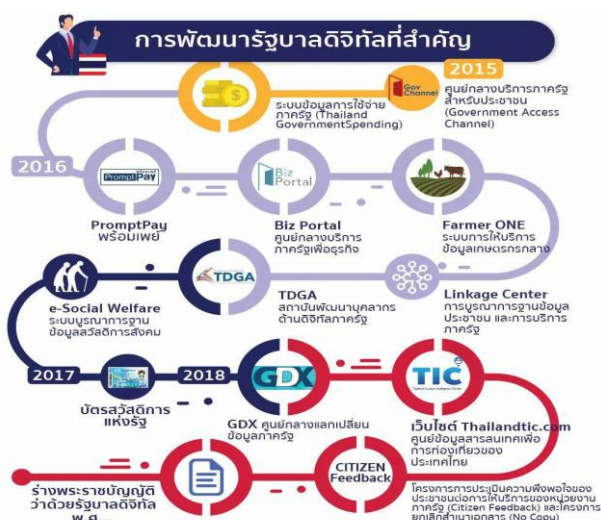 การพัฒนารัฐบาลดิจิทัลที่สำคัญ
2015
Gov
Channel
ศูนย์กลางบริการภาครัฐ
สำหรับประชาชน
(Government Access
Channel)
ระบบข้อมูลการใช้จ่าย
ภาครัฐ (Thailand
GovernmentSpending)
2016
PromptPay
PromptPay
พร้อมเพย์
Biz
Portal
Biz Portal
ศูนย์กลางบริการ
ภาครัฐเพื่อธุรกิจ
Farmer ONE
ระบบการให้บริการ
ข้อมูลเกษตรกรกลาง
Linkage Center
การบูรณาการฐานข้อมูล
ประชาชน และการบริการ
ภาครัฐ
TDGA
TDGA
สถาบันพัฒนาบุคลากร
ด้านดิจิทัลภาครัฐ
e-Social Welfare
ระบบบูรณาการฐาน
ข้อมูลสวัสดิการสังคม
2017
บัตรสวัสดิการ
แห่งรัฐ
2018
GDX
GDX ศูนย์กลางแลกเปลี่ยน
ข้อมูลภาครัฐ
TIC
เว็บไซต์ Thailandtic.com
ศูนย์ข้อมูลสารสนเทศเพื่อ
การท่องเที่ยวของ
ประเทศไทย
CITIZEN
Feedback
โครงการการประเมินความพึงพอใจของ
ประชาชนต่อการให้บริการของหน่วยงาน
ภาครัฐ (Citizen Feedback) และโครงการ
ยกเลิกสำเนาเอกสาร (No Copy)
ร่างพระราชบัญญัติ
ว่าด้วยรัฐบาลดิจิทัล
พ.ศ....